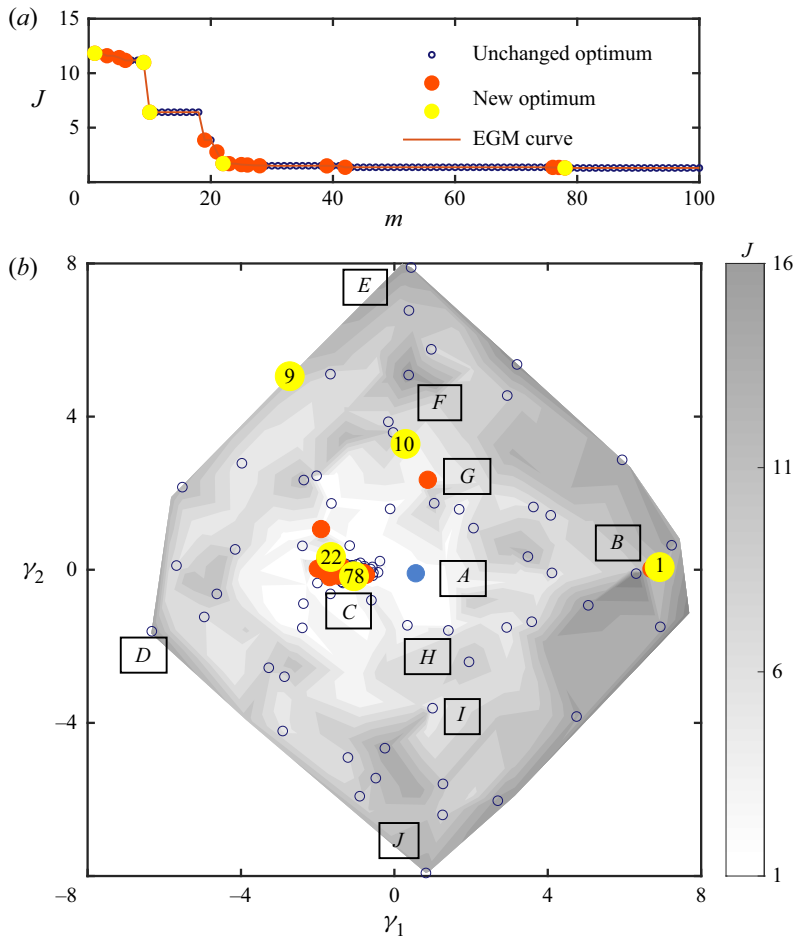 (a)
15
10
5
0
J
Unchanged optimum
New optimum
EGM curve
20
40
60
80
100
m
(b)
8
4
0
−4
−8
γ2
E
9
F
10
G
B
1
22
78
A
C
D
H
I
J
−4
0
4
8
γ1
J
16
11
6
1